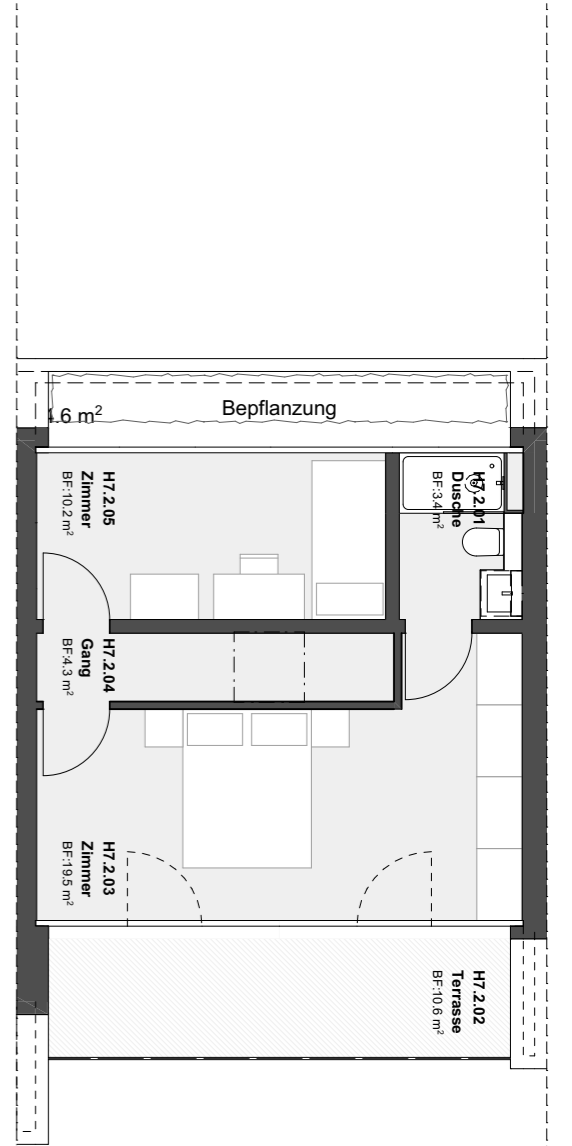 .6 m²
Bepflanzung
H7.2.05
Zimmer
BF:10.2 m²
H7.2.01
Dusche
BF:3.4 m²
H7.2.04
Gang
BF:4.3 m²
H7.2.03
Zimmer
BF:19.5 m²
H7.2.02
Terrasse
BF:10.6 m²